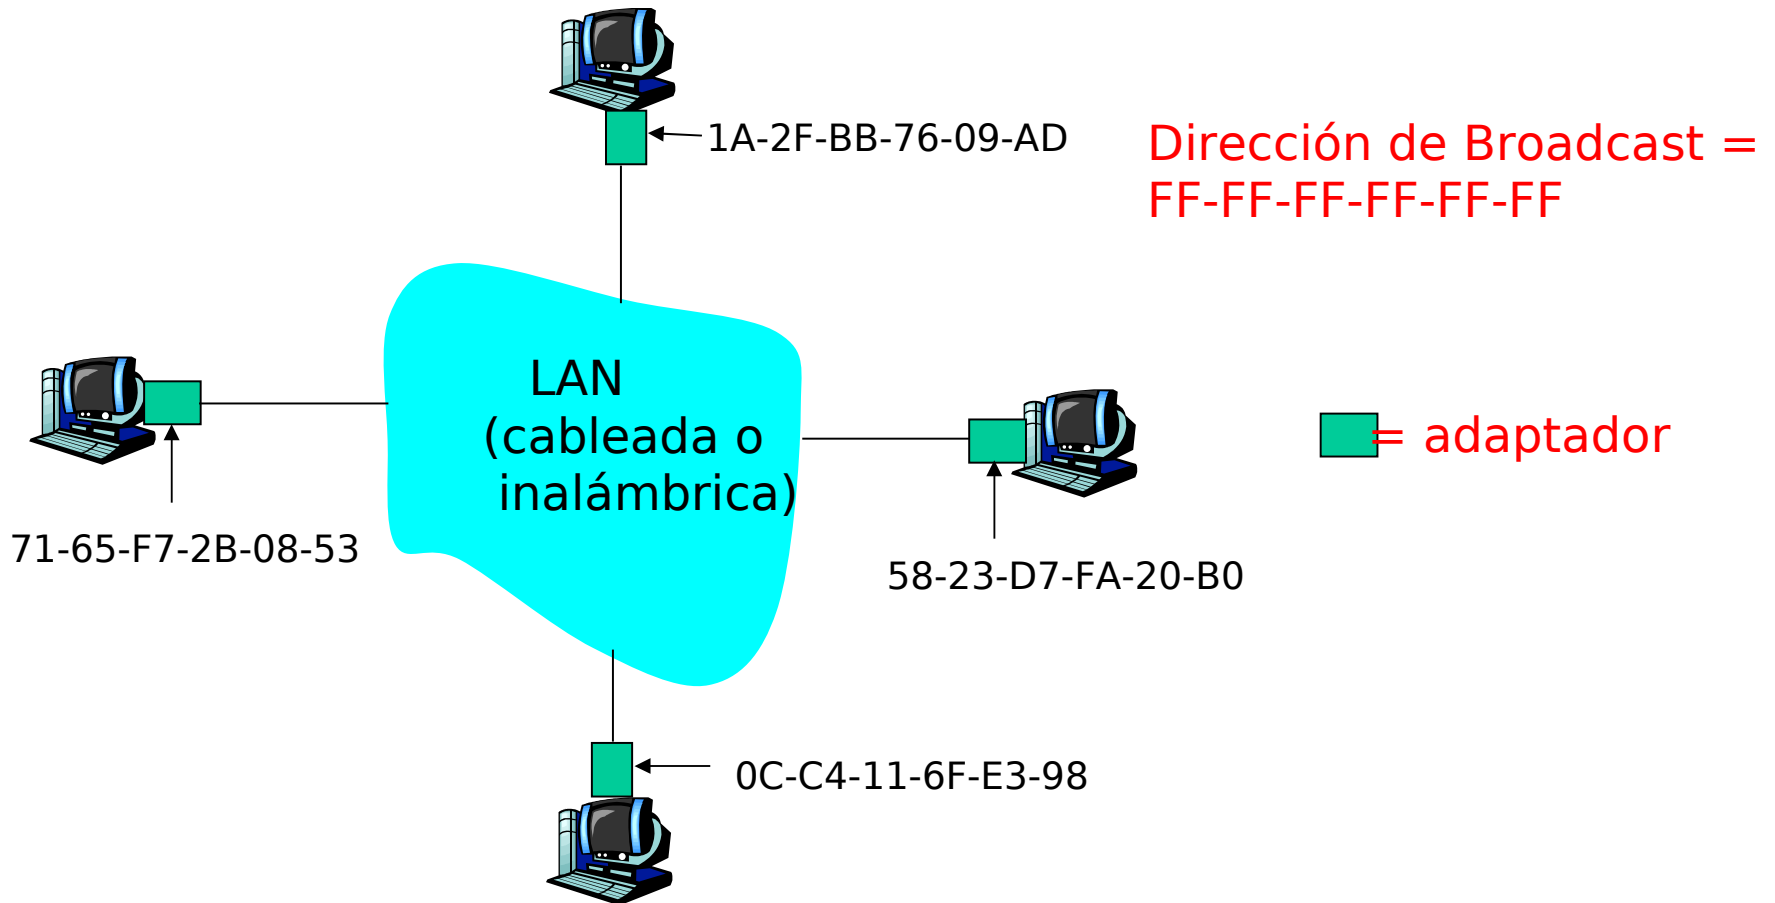 1A-2F-BB-76-09-AD
Dirección de Broadcast =
FF-FF-FF-FF-FF-FF
LAN
(cableada o
inalámbrica)
= adaptador
71-65-F7-2B-08-53
58-23-D7-FA-20-B0
0C-C4-11-6F-E3-98